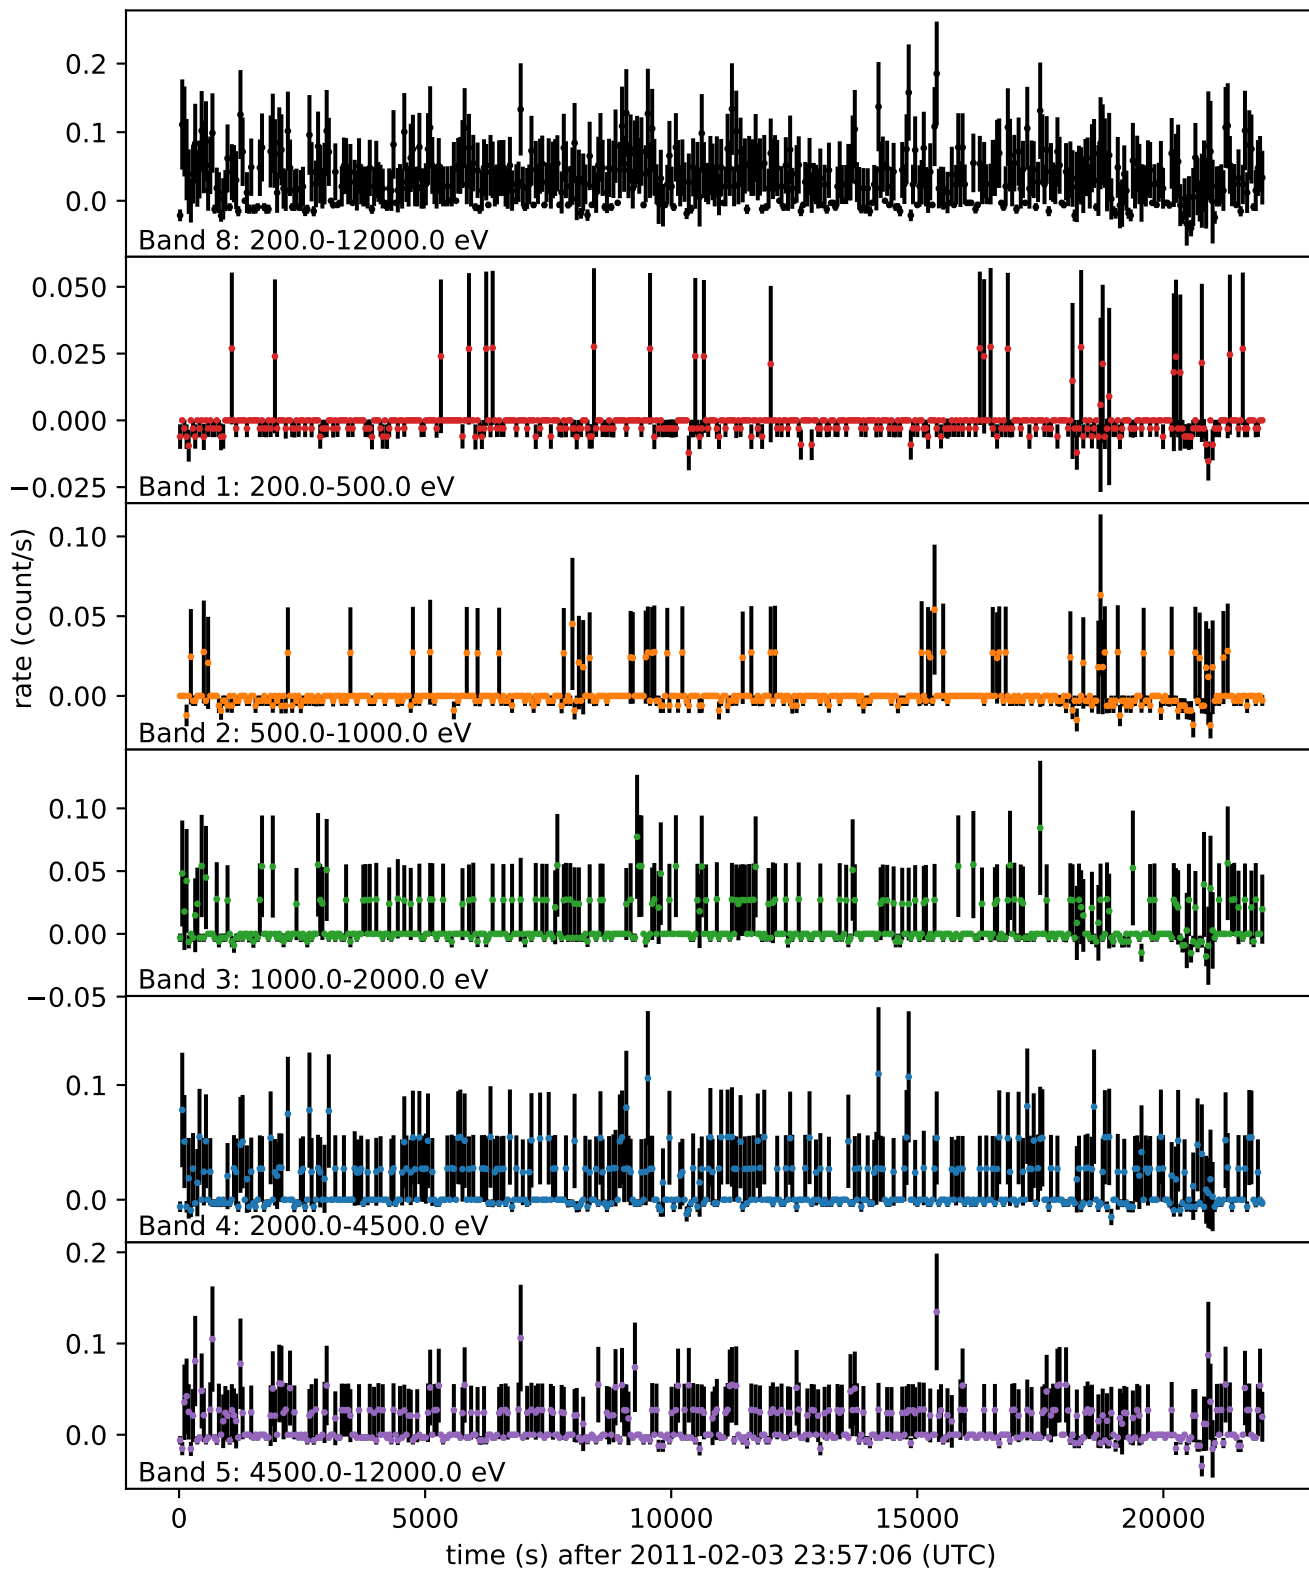 0.2
0.1
0.0
Band 8: 200.0-12000.0 eV
0.050
0.025
0.000
−0.025
Band 1: 200.0-500.0 eV
rate (count/s)
0.10
0.05
0.00
Band 2: 500.0-1000.0 eV
0.10
0.05
0.00
−0.05
Band 3: 1000.0-2000.0 eV
0.1
0.0
Band 4: 2000.0-4500.0 eV
0.2
0.1
0.0
Band 5: 4500.0-12000.0 eV
0 5000 10000 15000 20000
time (s) after 2011-02-03 23:57:06 (UTC)